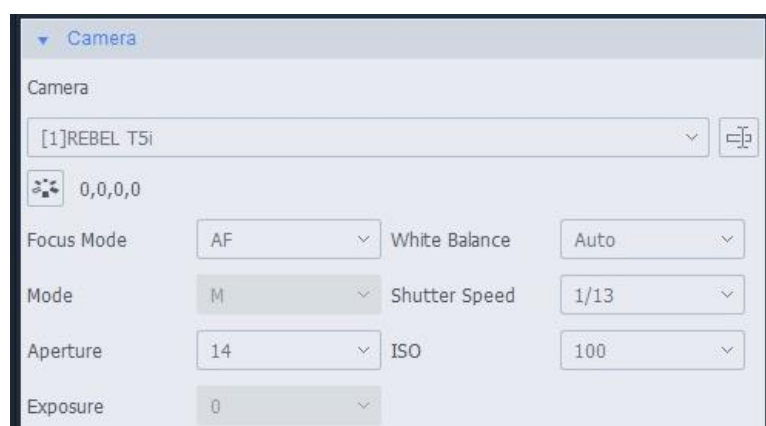 Camera
Camera
[1]REBEL T5i
0,0,0,0
Focus Mode AF White Balance Auto
Mode M Shutter Speed 1/13
Aperture 14 ISO 100
Exposure 0